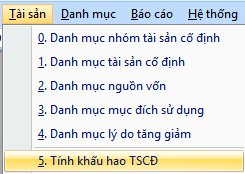 Tài sản Danh mục Báo cáo Hệ thống
0. Danh mục nhóm tài sản cố định
1. Danh mục tài sản cố định
2. Danh mục nguồn vốn
3. Danh mục mục đích sử dụng
4. Danh mục lý do tăng giảm
5. Tính khấu hao TSCĐ